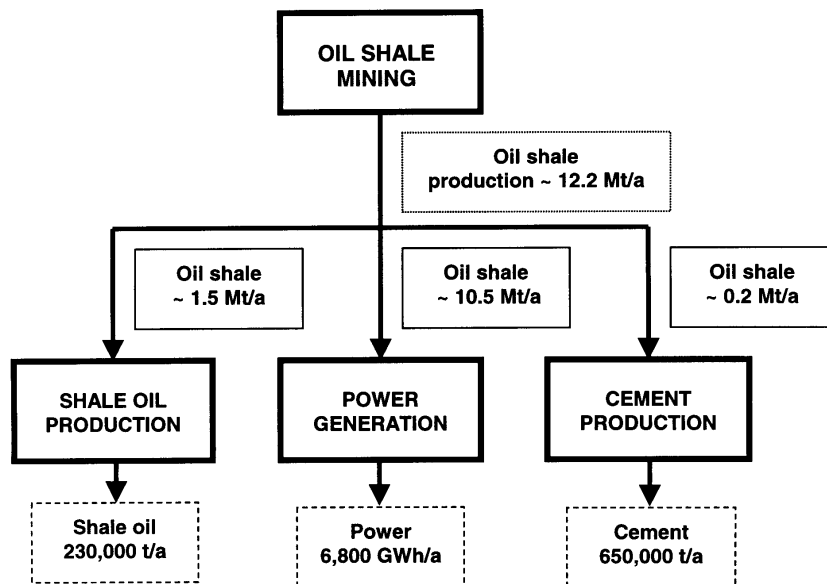 OIL SHALE
MINING
Oil shale
production ~ 12.2 Mt/a
Oil shale
~ 1.5 Mt/a
Oil shale
~ 10.5 Mt/a
Oil shale
~ 0.2 Mt/a
SHALE OIL
PRODUCTION
POWER
GENERATION
CEMENT
PRODUCTION
Shale oil
230,000 t/a
Power
6,800 GWh/a
Cement
650,000 t/a